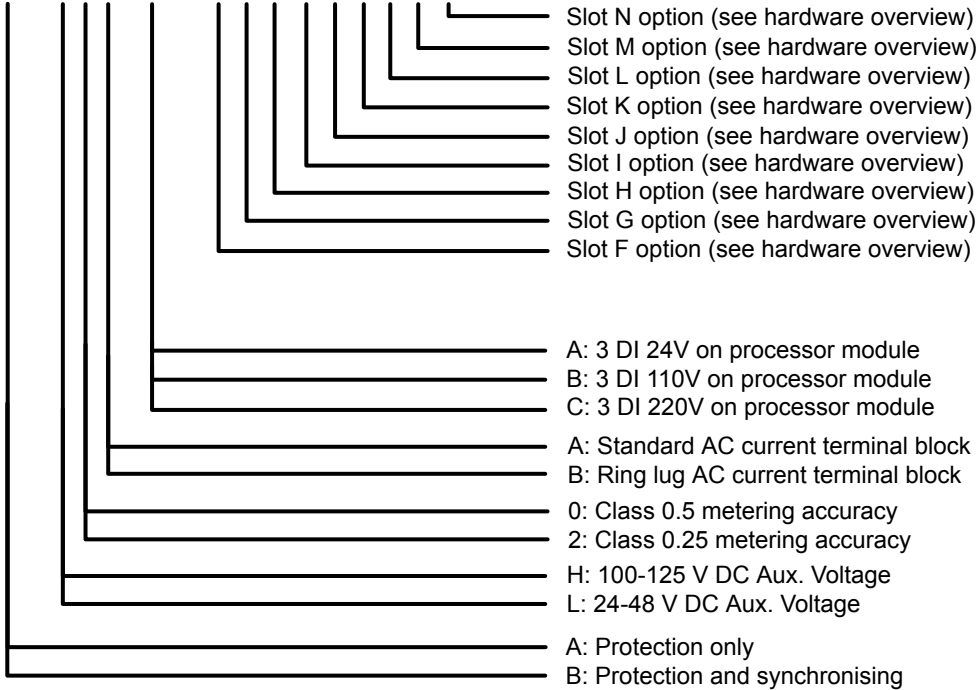 Slot N option (see hardware overview)
Slot M option (see hardware overview)
Slot L option (see hardware overview)
Slot K option (see hardware overview)
Slot J option (see hardware overview)
Slot I option (see hardware overview)
Slot H option (see hardware overview)
Slot G option (see hardware overview)
Slot F option (see hardware overview)
A: 3 DI 24V on processor module
B: 3 DI 110V on processor module
C: 3 DI 220V on processor module
A: Standard AC current terminal block
B: Ring lug AC current terminal block
0: Class 0.5 metering accuracy
2: Class 0.25 metering accuracy
H: 100-125 V DC Aux. Voltage
L: 24-48 V DC Aux. Voltage
A: Protection only
B: Protection and synchronising